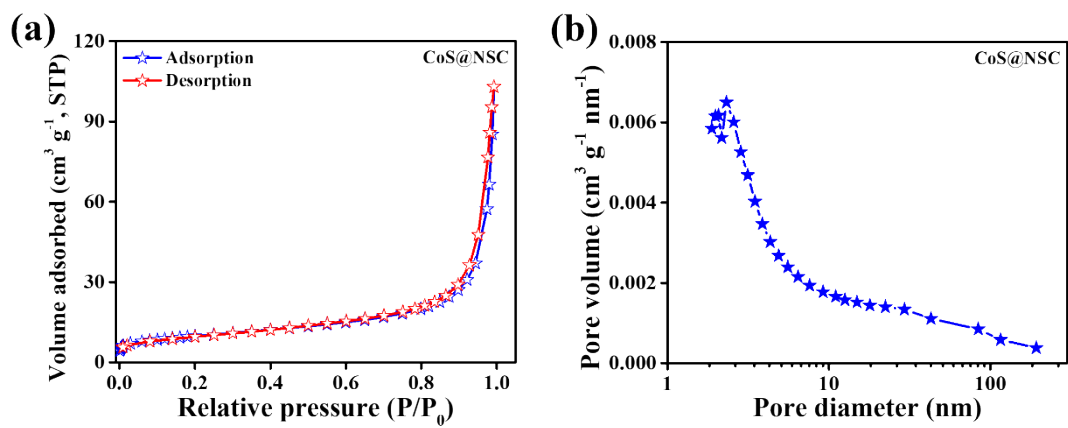 (a)
120
90
60
30
0
Volume adsorbed (cm³ g⁻¹, STP)
Adsorption
Desorption
CoS@NSC
0.0 0.2 0.4 0.6 0.8 1.0
Relative pressure (P/P₀)
(b)
0.008
0.006
0.004
0.002
0.000
Pore volume (cm³ g⁻¹ nm⁻¹)
CoS@NSC
1 10 100
Pore diameter (nm)